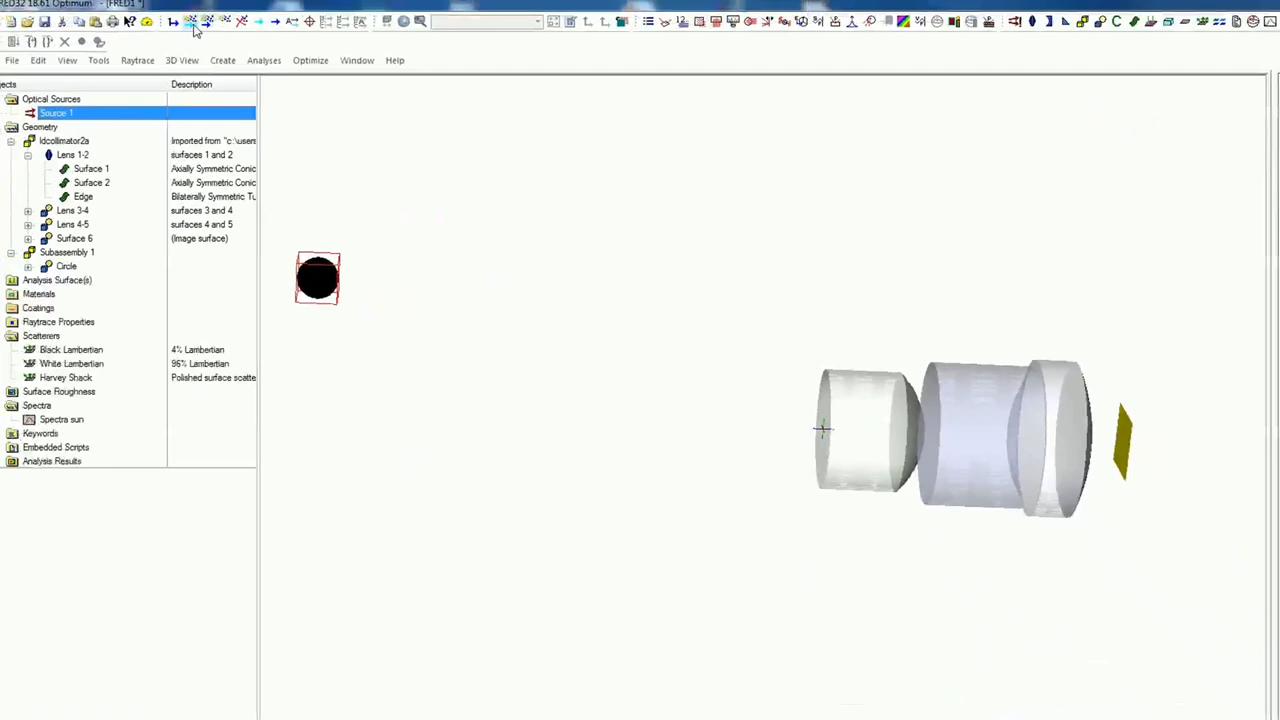 RED32 18.61 Optimum - [FRED1 *]
File Edit View Tools Raytrace 3D View Create Analyses Optimize Window Help
jects Description
Optical Sources
Source 1
Geometry
ldcollimator2a Imported from "c:\users
Lens 1-2 surfaces 1 and 2
Surface 1 Axially Symmetric Conic
Surface 2 Axially Symmetric Conic
Edge Bilaterally Symmetric Tu
Lens 3-4 surfaces 3 and 4
Lens 4-5 surfaces 4 and 5
Surface 6 (Image surface)
Subassembly 1
Circle
Analysis Surface(s)
Materials
Coatings
Raytrace Properties
Scatterers
Black Lambertian 4% Lambertian
White Lambertian 96% Lambertian
Harvey Shack Polished surface scatte
Surface Roughness
Spectra
Spectra sun
Keywords
Embedded Scripts
Analysis Results